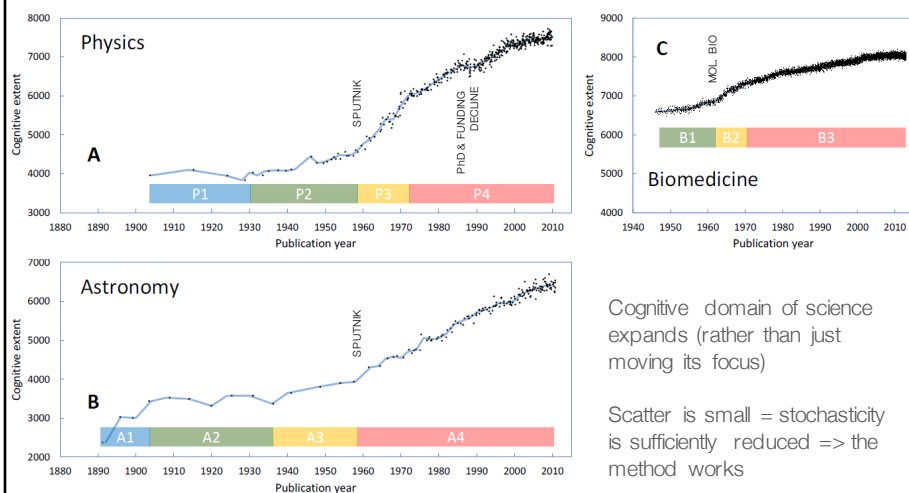 8000
7000
6000
5000
4000
3000
Cognitive extent
Physics
A
SPUTNIK
PhD & FUNDING
DECLINE
P1 P2 P3 P4
1880 1890 1900 1910 1920 1930 1940 1950 1960 1970 1980 1990 2000 2010
Publication year
9000
8000
7000
6000
5000
4000
Cognitive extent
C
MOL. BIO
B1 B2 B3
Biomedicine
1940 1950 1960 1970 1980 1990 2000 2010
Publication year
7000
6000
5000
4000
3000
2000
Cognitive extent
Astronomy
B
SPUTNIK
A1 A2 A3 A4
1880 1890 1900 1910 1920 1930 1940 1950 1960 1970 1980 1990 2000 2010
Publication year
Cognitive domain of science
expands (rather than just
moving its focus)
Scatter is small = stochasticity
is sufficiently reduced => the
method works